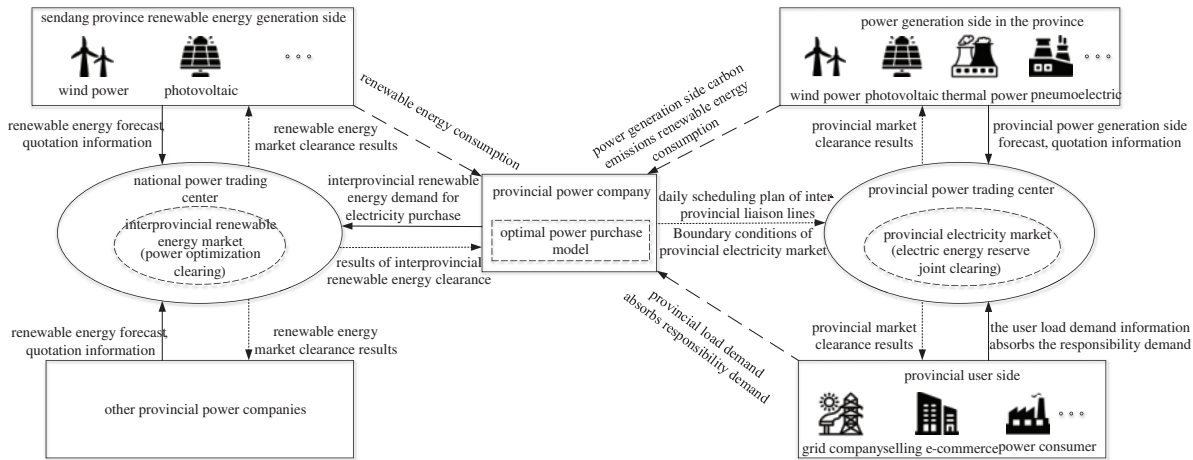 sendang province renewable energy generation side
wind power
photovoltaic
renewable energy forecast,
quotation information
renewable energy
market clearance results
renewable energy consumption
national power trading
center
interprovincial renewable
energy market
(power optimization
clearing)
interprovincial renewable
energy demand for
electricity purchase
results of interprovincial
renewable energy clearance
renewable energy forecast,
quotation information
renewable energy
market clearance results
other provincial power companies
provincial power company
optimal power purchase
model
power generation side carbon
emissions renewable energy
consumption
daily scheduling plan of inter-
provincial liaison lines
Boundary conditions of
provincial electricity market
provincial load demand
absorbs responsibility demand
power generation side in the province
wind power
photovoltaic
thermal power
pneumoelectric
provincial market
clearance results
provincial power generation side
forecast, quotation information
provincial power trading center
provincial electricity market
(electric energy reserve
joint clearing)
provincial market
clearance results
the user load demand information
absorbs the responsibility demand
provincial user side
grid company
selling e-commerce
power consumer